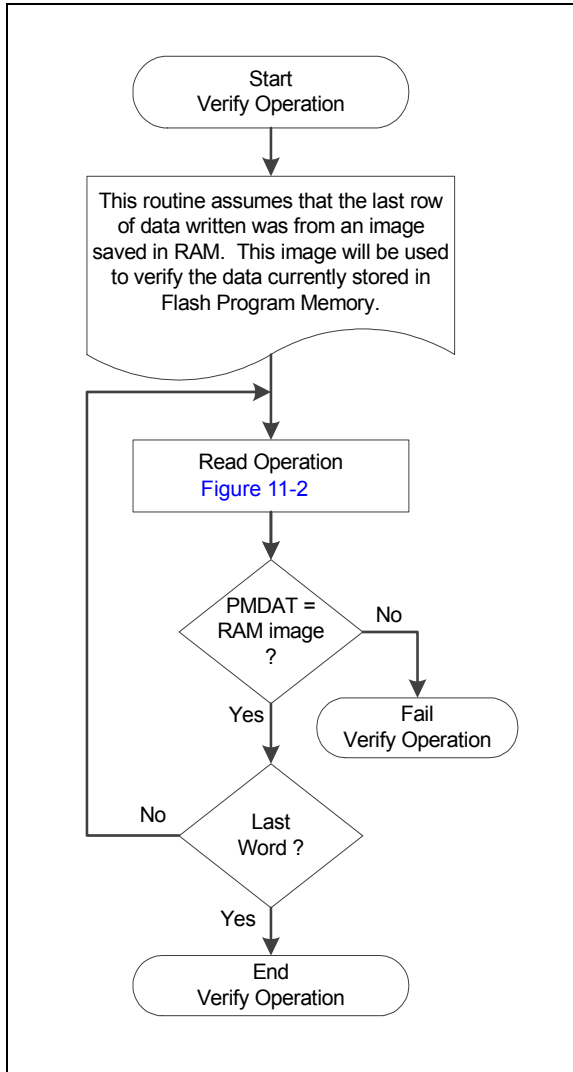 Start
Verify Operation
This routine assumes that the last row
of data written was from an image
saved in RAM. This image will be used
to verify the data currently stored in
Flash Program Memory.
Read Operation
Figure 11-2
PMDAT =
RAM image
?
No
Yes
Fail
Verify Operation
No
Last
Word ?
Yes
End
Verify Operation